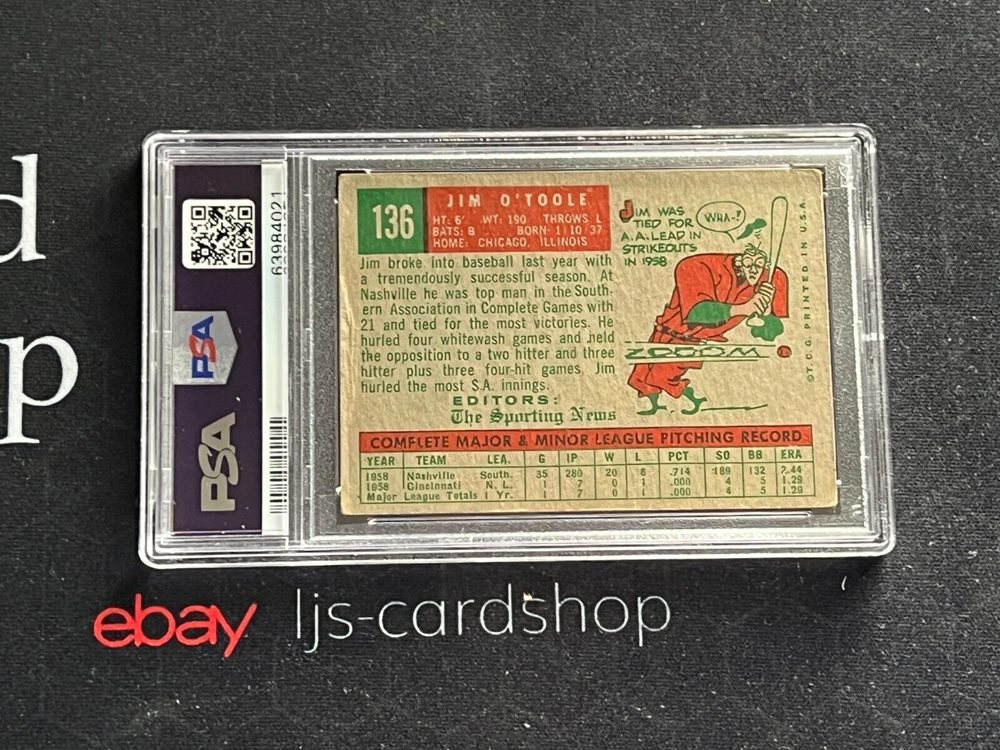 d
p
63984021
PSA
PSA
136
JIM O'TOOLE
HT: 6' WT: 190 THROWS L
BATS: B BORN: 1/10/37
HOME: CHICAGO, ILLINOIS
Jim broke into baseball last year with
a tremendously successful season. At
Nashville he was top man in the South-
ern Association in Complete Games with
21 and tied for the most victories. He
hurled four whitewash games and held
the opposition to a two hitter and three
hitter plus three four-hit games. Jim
hurled the most S.A. innings.
EDITORS:
The Sporting News
JIM WAS
TIED FOR
A.A. LEAD IN
STRIKEOUTS
IN 1958
WHA-?
ZOOOOM
©T.C.G. PRINTED IN U.S.A.
COMPLETE MAJOR & MINOR LEAGUE PITCHING RECORD
YEAR TEAM LEA. G IP W L PCT SO BB ERA
1958 Nashville South. 35 280 20 8 .714 189 132 2.44
1958 Cincinnati N. L. 1 7 0 1 .000 4 5 1.29
Major League Totals 1 Yr. 1 7 0 1 .000 4 5 1.29
ebay ljs-cardshop